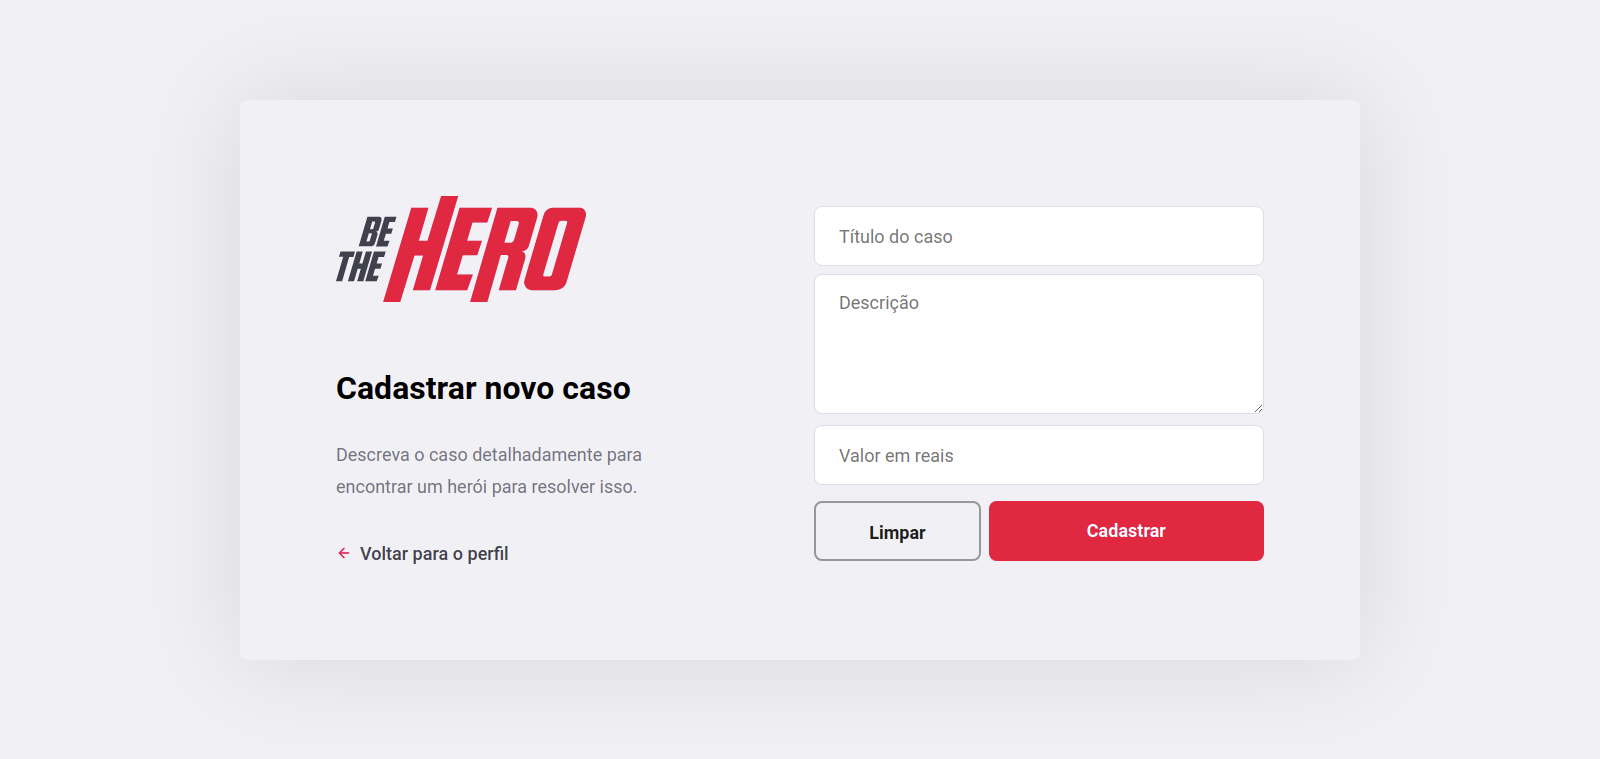 BE
THE
HERO
Cadastrar novo caso
Descreva o caso detalhadamente para
encontrar um herói para resolver isso.
Voltar para o perfil
Título do caso
Descrição
Valor em reais
Limpar
Cadastrar